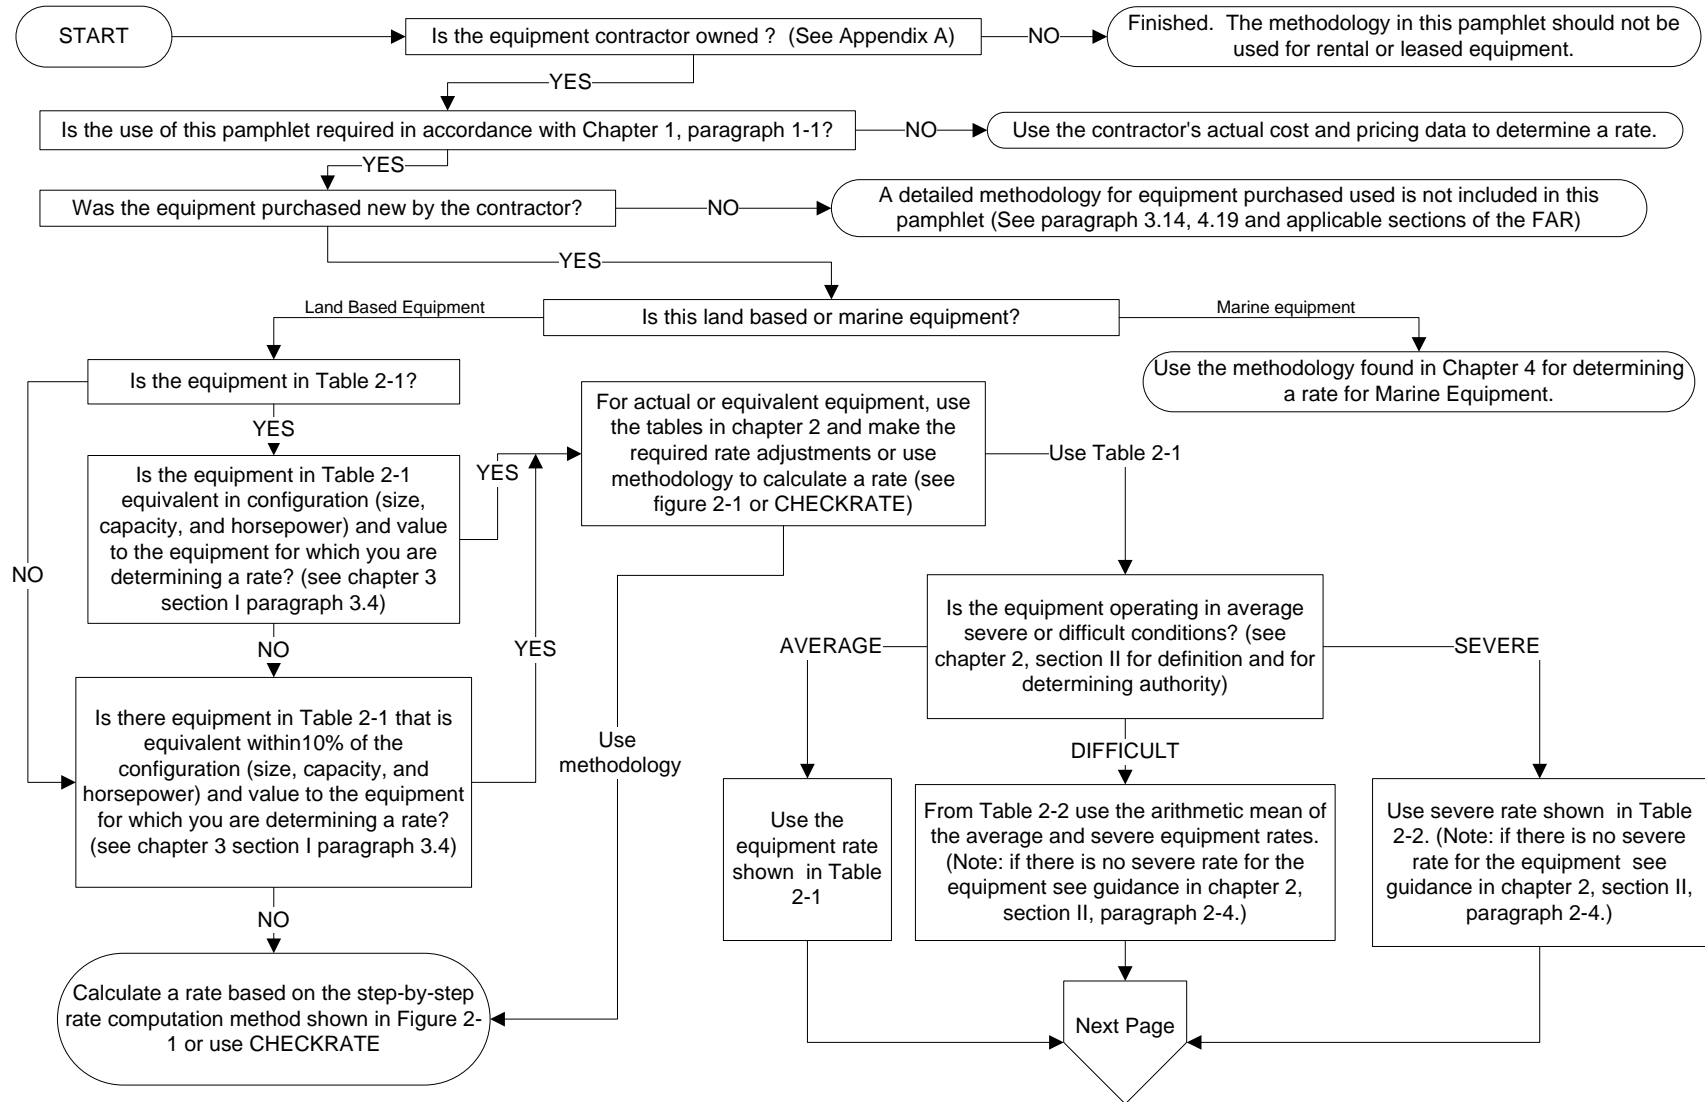 START
Is the equipment contractor owned ?  (See Appendix A)
NO
Finished.  The methodology in this pamphlet should not be
used for rental or leased equipment.
YES
Is the use of this pamphlet required in accordance with Chapter 1, paragraph 1-1?
NO
Use the contractor's actual cost and pricing data to determine a rate.
YES
Was the equipment purchased new by the contractor?
NO
A detailed methodology for equipment purchased used is not included in this
pamphlet (See paragraph 3.14, 4.19 and applicable sections of the FAR)
YES
Land Based Equipment
Is this land based or marine equipment?
Marine equipment
Use the methodology found in Chapter 4 for determining
a rate for Marine Equipment.
Is the equipment in Table 2-1?
YES
NO
Is the equipment in Table 2-1
equivalent in configuration (size,
capacity, and horsepower) and value
to the equipment for which you are
determining a rate? (see chapter 3
section I paragraph 3.4)
YES
NO
YES
Is there equipment in Table 2-1 that is
equivalent within10% of the
configuration (size, capacity, and
horsepower) and value to the equipment
for which you are determining a rate?
(see chapter 3 section I paragraph 3.4)
NO
Calculate a rate based on the step-by-step
rate computation method shown in Figure 2-
1 or use CHECKRATE
For actual or equivalent equipment, use
the tables in chapter 2 and make the
required rate adjustments or use
methodology to calculate a rate (see
figure 2-1 or CHECKRATE)
Use
methodology
Use Table 2-1
Is the equipment operating in average
severe or difficult conditions? (see
chapter 2, section II for definition and for
determining authority)
AVERAGE
SEVERE
DIFFICULT
Use the
equipment rate
shown  in Table
2-1
From Table 2-2 use the arithmetic mean of
the average and severe equipment rates.
(Note: if there is no severe rate for the
equipment see guidance in chapter 2,
section II, paragraph 2-4.)
Use severe rate shown  in Table
2-2. (Note: if there is no severe
rate for the equipment  see
guidance in chapter 2, section II,
paragraph 2-4.)
Next Page